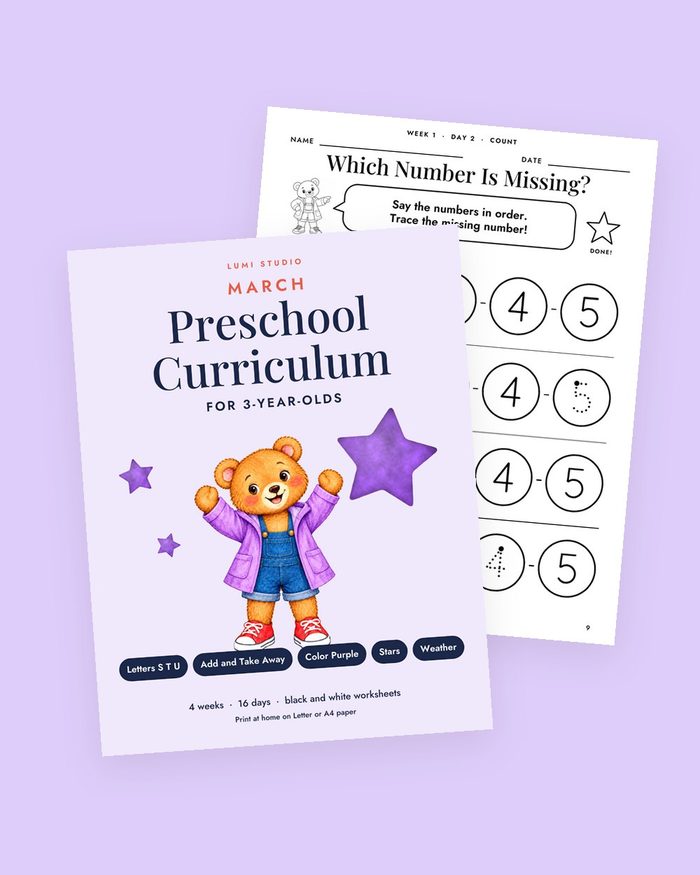 WEEK 1 · DAY 2 · COUNT
NAME
DATE
Which Number Is Missing?
Say the numbers in order.
Trace the missing number!
DONE!
- 4 - 5
- 4 - 5
4 - 5
4 - 5
9
LUMI STUDIO
MARCH
Preschool
Curriculum
FOR 3-YEAR-OLDS
Letters S T U
Add and Take Away
Color Purple
Stars
Weather
4 weeks · 16 days · black and white worksheets
Print at home on Letter or A4 paper